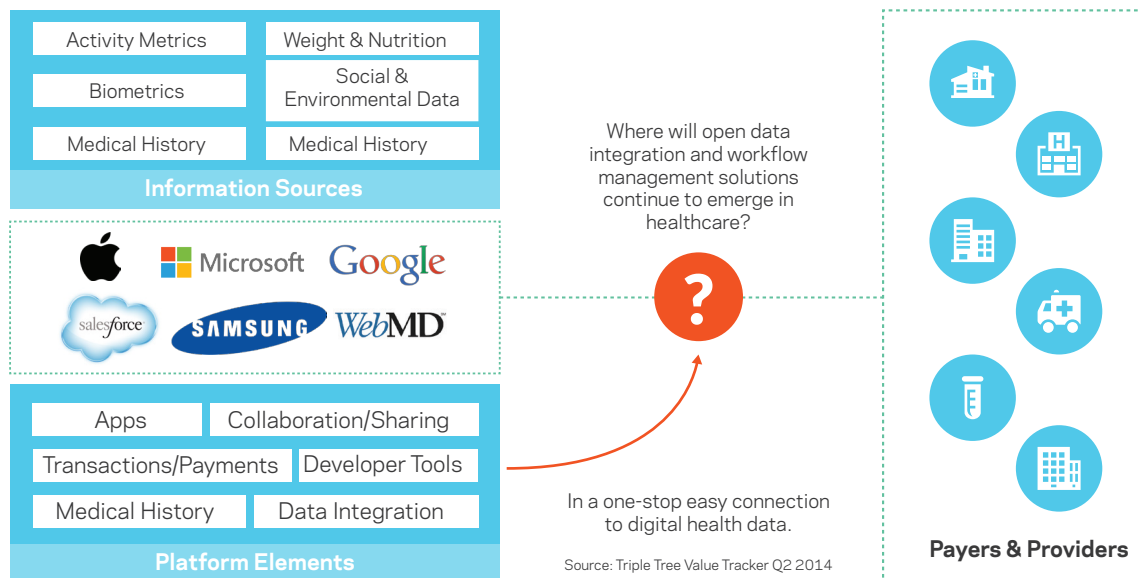 Activity Metrics
Weight & Nutrition
Biometrics
Social &
Environmental Data
Medical History
Medical History
Information Sources
Microsoft
Google
salesforce
SAMSUNG
WebMD
Apps
Collaboration/Sharing
Transactions/Payments
Developer Tools
Medical History
Data Integration
Platform Elements
Where will open data
integration and workflow
management solutions
continue to emerge in
healthcare?
?
In a one-stop easy connection
to digital health data.
Source: Triple Tree Value Tracker Q2 2014
H
Payers & Providers